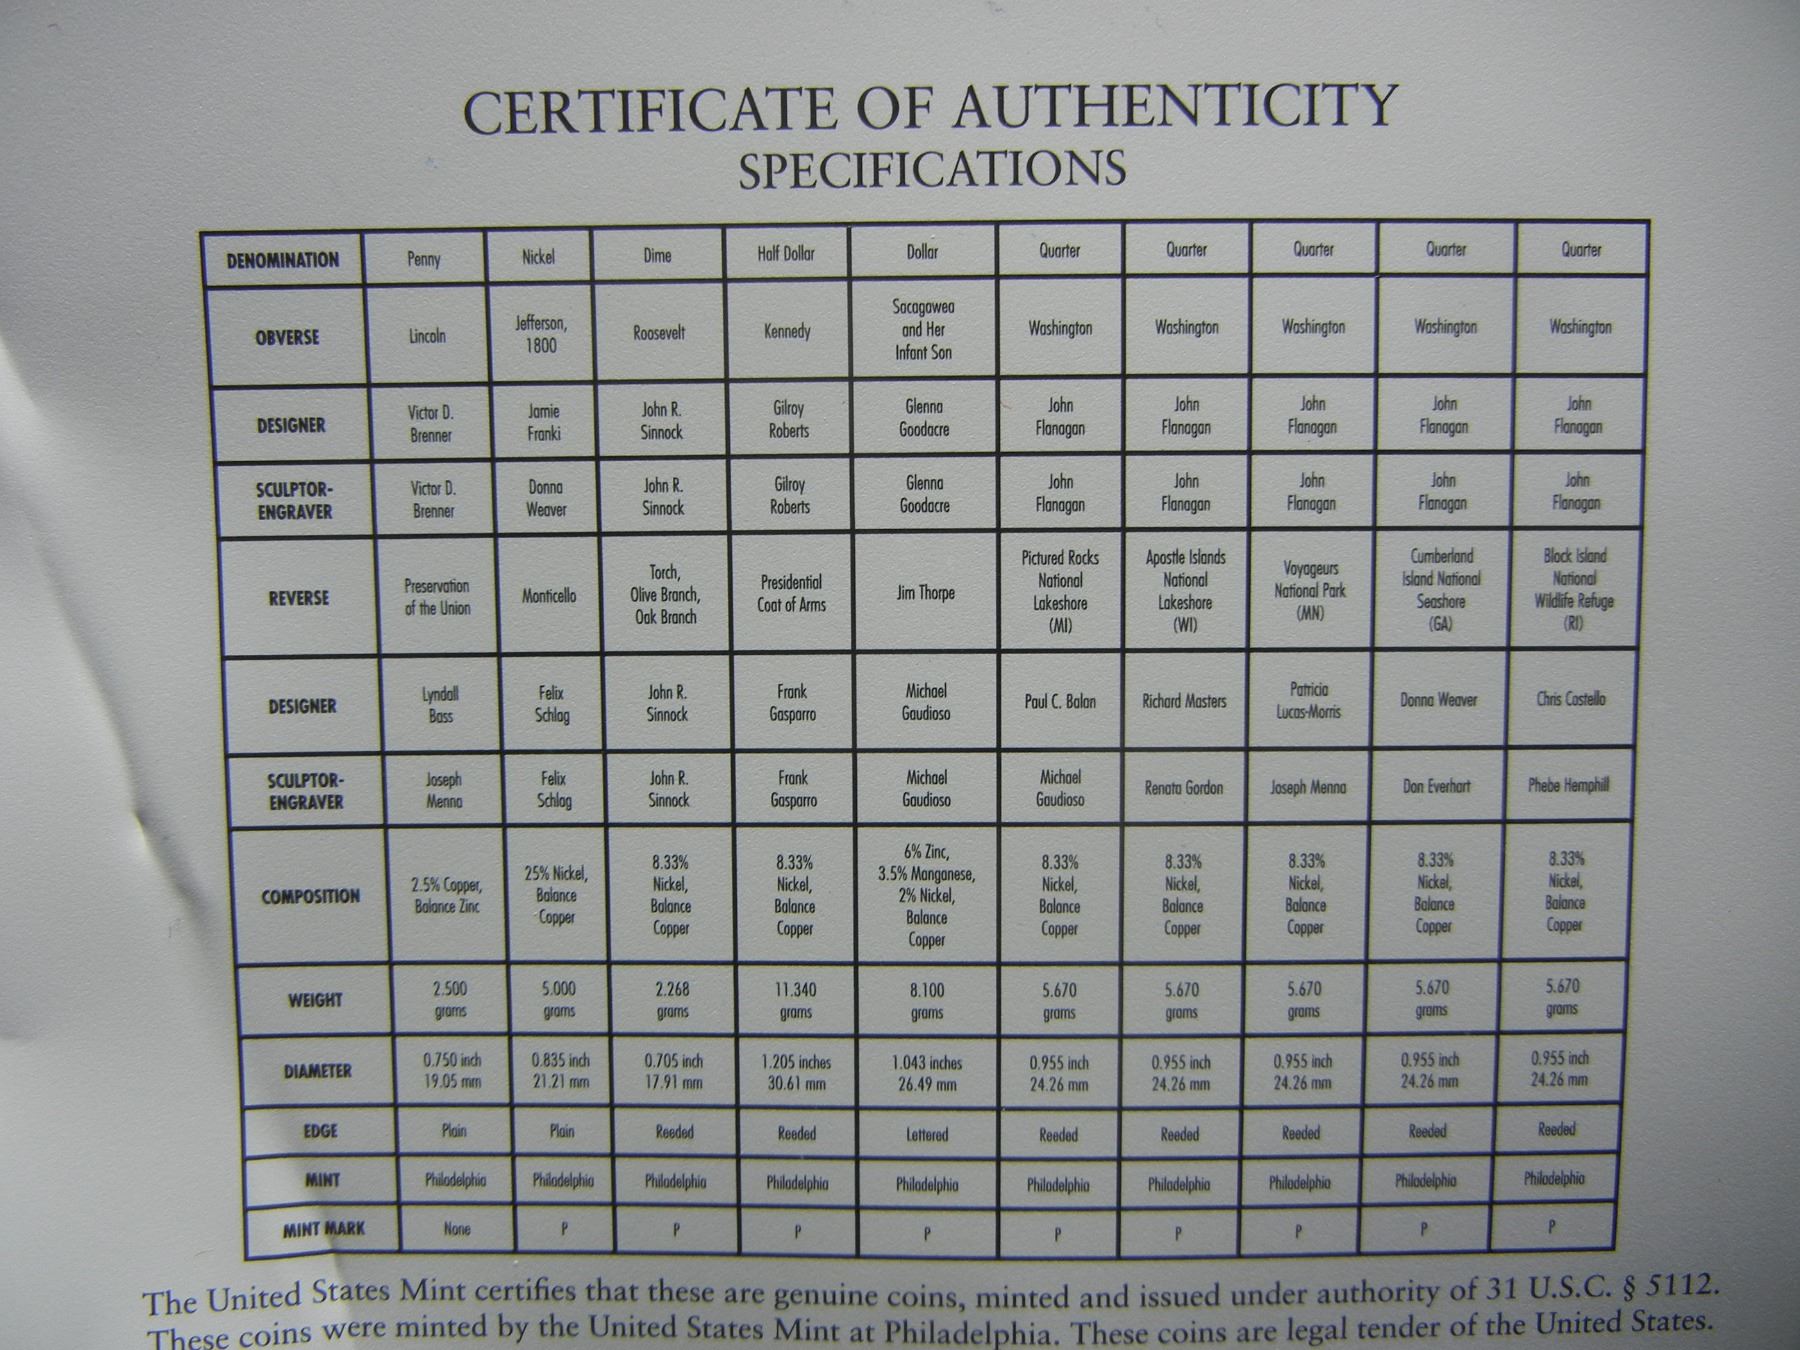 CERTIFICATE OF AUTHENTICITY
SPECIFICATIONS
DENOMINATION Penny Nickel Dime Half Dollar Dollar Quarter Quarter Quarter Quarter Quarter
OBVERSE Lincoln Jefferson, 1800 Roosevelt Kennedy Sacagawea and Her Infant Son Washington Washington Washington Washington Washington
DESIGNER Victor D. Brenner Jamie Franki John R. Sinnock Gilroy Roberts Glenna Goodacre John Flanagan John Flanagan John Flanagan John Flanagan John Flanagan
SCULPTOR-ENGRAVER Victor D. Brenner Donna Weaver John R. Sinnock Gilroy Roberts Glenna Goodacre John Flanagan John Flanagan John Flanagan John Flanagan John Flanagan
REVERSE Preservation of the Union Monticello Torch, Olive Branch, Oak Branch Presidential Coat of Arms Jim Thorpe Pictured Rocks National Lakeshore (MI) Apostle Islands National Lakeshore (WI) Voyageurs National Park (MN) Cumberland Island National Seashore (GA) Block Island National Wildlife Refuge (RI)
DESIGNER Lyndall Bass Felix Schlag John R. Sinnock Frank Gasparro Michael Gaudioso Paul C. Balan Richard Masters Patricia Lucas-Morris Donna Weaver Chris Costello
SCULPTOR-ENGRAVER Joseph Menna Felix Schlag John R. Sinnock Frank Gasparro Michael Gaudioso Michael Gaudioso Renata Gordon Joseph Menna Don Everhart Phebe Hemphill
COMPOSITION 2.5% Copper, Balance Zinc 25% Nickel, Balance Copper 8.33% Nickel, Balance Copper 8.33% Nickel, Balance Copper 6% Zinc, 3.5% Manganese, 2% Nickel, Balance Copper 8.33% Nickel, Balance Copper 8.33% Nickel, Balance Copper 8.33% Nickel, Balance Copper 8.33% Nickel, Balance Copper 8.33% Nickel, Balance Copper
WEIGHT 2.500 grams 5.000 grams 2.268 grams 11.340 grams 8.100 grams 5.670 grams 5.670 grams 5.670 grams 5.670 grams 5.670 grams
DIAMETER 0.750 inch 19.05 mm 0.835 inch 21.21 mm 0.705 inch 17.91 mm 1.205 inches 30.61 mm 1.043 inches 26.49 mm 0.955 inch 24.26 mm 0.955 inch 24.26 mm 0.955 inch 24.26 mm 0.955 inch 24.26 mm 0.955 inch 24.26 mm
EDGE Plain Plain Reeded Reeded Lettered Reeded Reeded Reeded Reeded Reeded
MINT Philadelphia Philadelphia Philadelphia Philadelphia Philadelphia Philadelphia Philadelphia Philadelphia Philadelphia Philadelphia
MINT MARK None P P P P P P P P P
The United States Mint certifies that these are genuine coins, minted and issued under authority of 31 U.S.C. § 5112.
These coins were minted by the United States Mint at Philadelphia. These coins are legal tender of the United States.